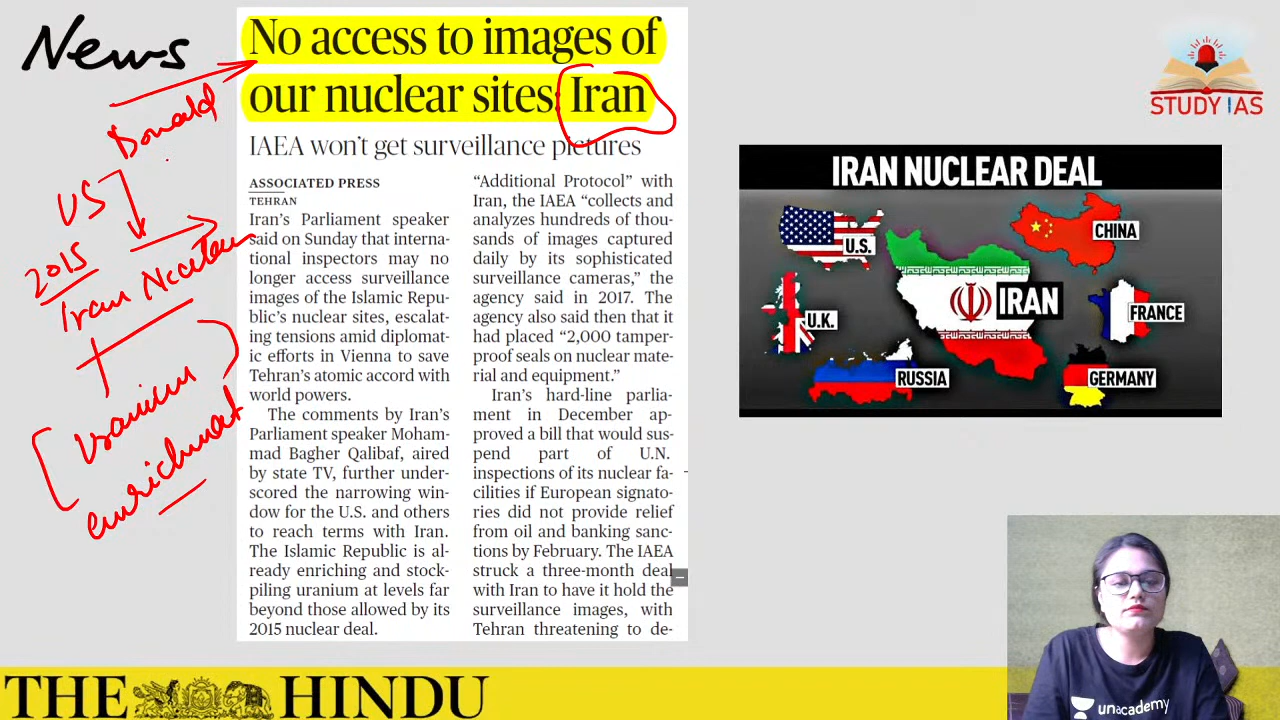 News
No access to images of
our nuclear sites: Iran
IAEA won't get surveillance pictures
ASSOCIATED PRESS
TEHRAN
Iran's Parliament speaker
said on Sunday that interna-
tional inspectors may no
longer access surveillance
images of the Islamic Repu-
blic's nuclear sites, escalat-
ing tensions amid diplomat-
ic efforts in Vienna to save
Tehran's atomic accord with
world powers.
The comments by Iran's
Parliament speaker Moham-
mad Bagher Qalibaf, aired
by state TV, further under-
scored the narrowing win-
dow for the U.S. and others
to reach terms with Iran.
The Islamic Republic is al-
ready enriching and stock-
piling uranium at levels far
beyond those allowed by its
2015 nuclear deal.
"Additional Protocol" with
Iran, the IAEA "collects and
analyzes hundreds of thou-
sands of images captured
daily by its sophisticated
surveillance cameras," the
agency said in 2017. The
agency also said then that it
had placed "2,000 tamper-
proof seals on nuclear mate-
rial and equipment."
Iran's hard-line parlia-
ment in December ap-
proved a bill that would sus-
pend part of U.N.
inspections of its nuclear fa-
cilities if European signato-
ries did not provide relief
from oil and banking sanc-
tions by February. The IAEA
struck a three-month deal
with Iran to have it hold the
surveillance images, with
Tehran threatening to de-
Donald
US
2015
Iran
Uranium
enrichment
STUDY IAS
IRAN NUCLEAR DEAL
U.S.
CHINA
IRAN
U.K.
FRANCE
RUSSIA
GERMANY
unacademy
THE HINDU